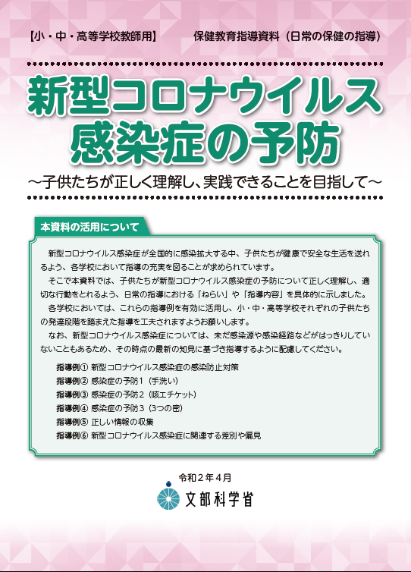 【小・中・高等学校教師用】 保健教育指導資料（日常の保健の指導）
新型コロナウイルス
感染症の予防
～子供たちが正しく理解し、実践できることを目指して～
本資料の活用について
新型コロナウイルス感染症が全国的に感染拡大する中、子供たちが健康で安全な生活を送れ
るよう、各学校において指導の充実を図ることが求められています。
そこで本資料では、子供たちが新型コロナウイルス感染症の予防について正しく理解し、適
切な行動をとれるよう、日常の指導における「ねらい」や「指導内容」を具体的に示しました。
各学校においては、これらの指導例を有効に活用し、小・中・高等学校それぞれの子供たち
の発達段階を踏まえた指導を工夫されますようお願いします。
なお、新型コロナウイルス感染症については、未だ感染源や感染経路などがはっきりしてい
ないこともあるため、その時点の最新の知見に基づき指導するように配慮してください。
指導例① 新型コロナウイルス感染症の感染防止対策
指導例② 感染症の予防1（手洗い）
指導例③ 感染症の予防2（咳エチケット）
指導例④ 感染症の予防3（3つの密）
指導例⑤ 正しい情報の収集
指導例⑥ 新型コロナウイルス感染症に関連する差別や偏見
令和2年4月
文部科学省